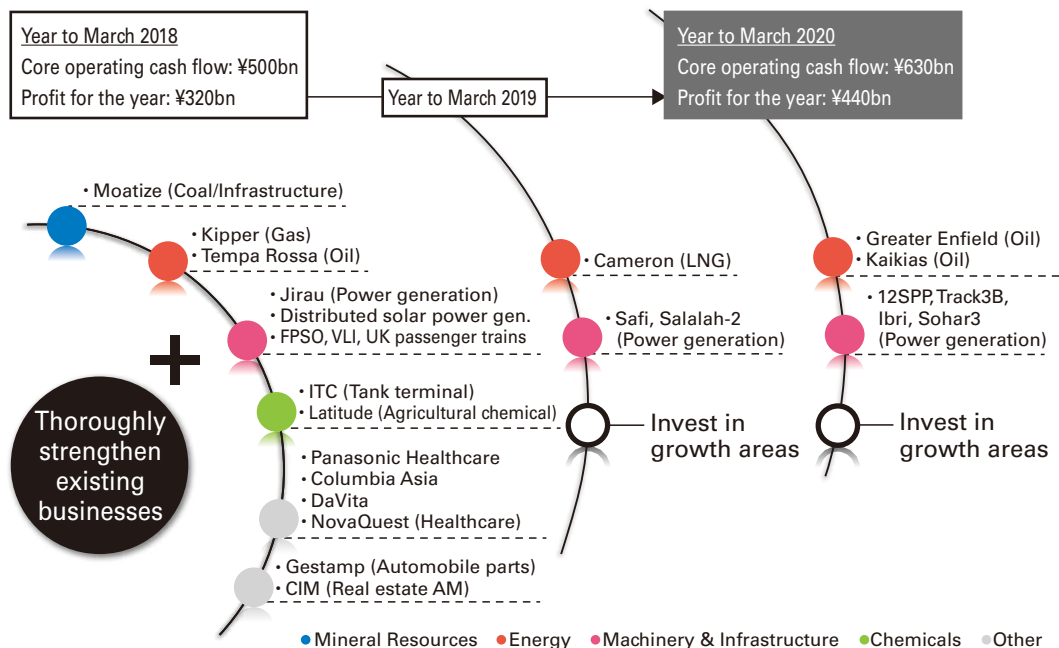 Year to March 2018
Core operating cash flow: ¥500bn
Profit for the year: ¥320bn
Year to March 2019
Year to March 2020
Core operating cash flow: ¥630bn
Profit for the year: ¥440bn
・Moatize (Coal/Infrastructure)
・Kipper (Gas)
・Tempa Rossa (Oil)
・Jirau (Power generation)
・Distributed solar power gen.
・FPSO, VLI, UK passenger trains
・ITC (Tank terminal)
・Latitude (Agricultural chemical)
・Panasonic Healthcare
・Columbia Asia
・DaVita
・NovaQuest (Healthcare)
・Gestamp (Automobile parts)
・CIM (Real estate AM)
+
Thoroughly
strengthen
existing
businesses
・Cameron (LNG)
・Safi, Salalah-2
(Power generation)
Invest in
growth areas
・Greater Enfield (Oil)
・Kaikias (Oil)
・12SPP, Track3B,
Ibri, Sohar3
(Power generation)
Invest in
growth areas
●Mineral Resources ●Energy ●Machinery & Infrastructure ●Chemicals ●Other